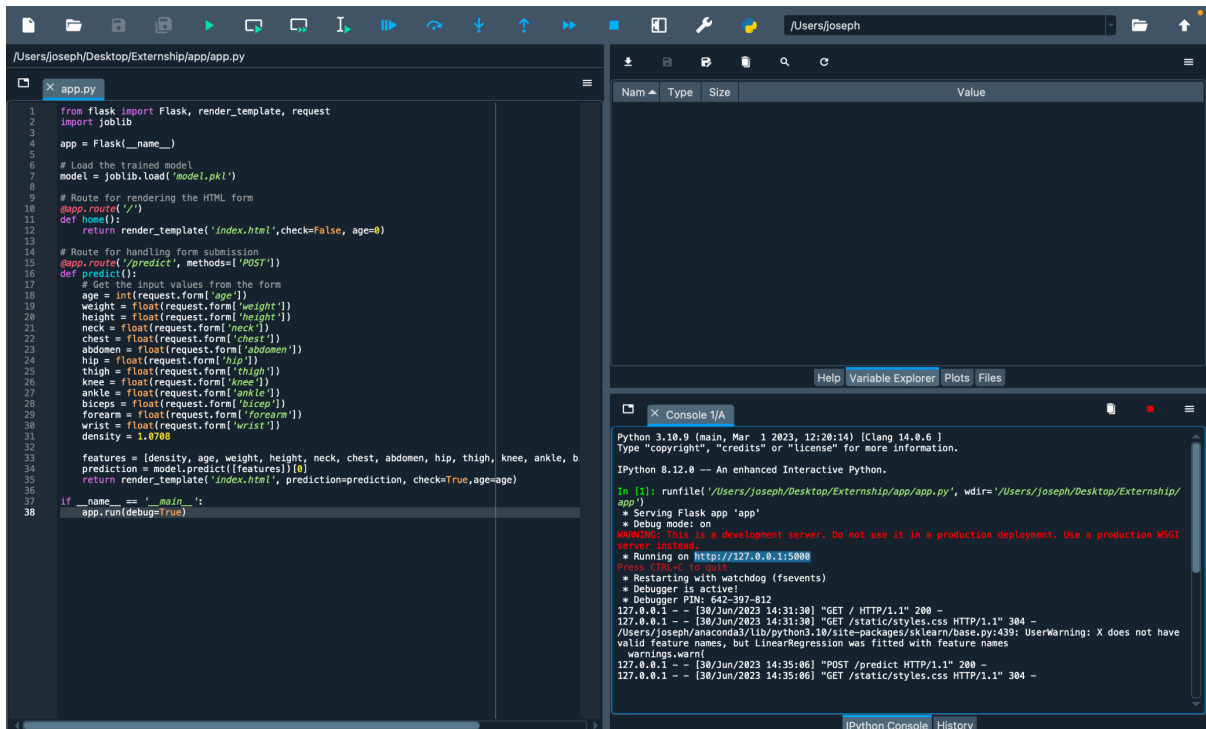 /Users/joseph
/Users/joseph/Desktop/Externship/app/app.py
app.py
1 from flask import Flask, render_template, request
2 import joblib
3
4 app = Flask(__name__)
5
6 # Load the trained model
7 model = joblib.load('model.pkl')
8
9 # Route for rendering the HTML form
10 @app.route('/')
11 def home():
12 return render_template('index.html',check=False, age=0)
13
14 # Route for handling form submission
15 @app.route('/predict', methods=['POST'])
16 def predict():
17 # Get the input values from the form
18 age = int(request.form['age'])
19 weight = float(request.form['weight'])
20 height = float(request.form['height'])
21 neck = float(request.form['neck'])
22 chest = float(request.form['chest'])
23 abdomen = float(request.form['abdomen'])
24 hip = float(request.form['hip'])
25 thigh = float(request.form['thigh'])
26 knee = float(request.form['knee'])
27 ankle = float(request.form['ankle'])
28 biceps = float(request.form['bicep'])
29 forearm = float(request.form['forearm'])
30 wrist = float(request.form['wrist'])
31 density = 1.0708
32
33 features = [density, age, weight, height, neck, chest, abdomen, hip, thigh, knee, ankle, b
34 prediction = model.predict([features])[0]
35 return render_template('index.html', prediction=prediction, check=True,age=age)
36
37 if __name__ == '__main__':
38 app.run(debug=True)
Nam Type Size Value
Help Variable Explorer Plots Files
Console 1/A
Python 3.10.9 (main, Mar 1 2023, 12:20:14) [Clang 14.0.6 ]
Type "copyright", "credits" or "license" for more information.
IPython 8.12.0 -- An enhanced Interactive Python.
In [1]: runfile('/Users/joseph/Desktop/Externship/app/app.py', wdir='/Users/joseph/Desktop/Externship/
app')
* Serving Flask app 'app'
* Debug mode: on
WARNING: This is a development server. Do not use it in a production deployment. Use a production WSGI
server instead.
* Running on http://127.0.0.1:5000
Press CTRL+C to quit
* Restarting with watchdog (fsevents)
* Debugger is active!
* Debugger PIN: 642-397-812
127.0.0.1 - - [30/Jun/2023 14:31:30] "GET / HTTP/1.1" 200 -
127.0.0.1 - - [30/Jun/2023 14:31:30] "GET /static/styles.css HTTP/1.1" 304 -
/Users/joseph/anaconda3/lib/python3.10/site-packages/sklearn/base.py:439: UserWarning: X does not have
valid feature names, but LinearRegression was fitted with feature names
warnings.warn(
127.0.0.1 - - [30/Jun/2023 14:35:06] "POST /predict HTTP/1.1" 200 -
127.0.0.1 - - [30/Jun/2023 14:35:06] "GET /static/styles.css HTTP/1.1" 304 -
IPython Console History